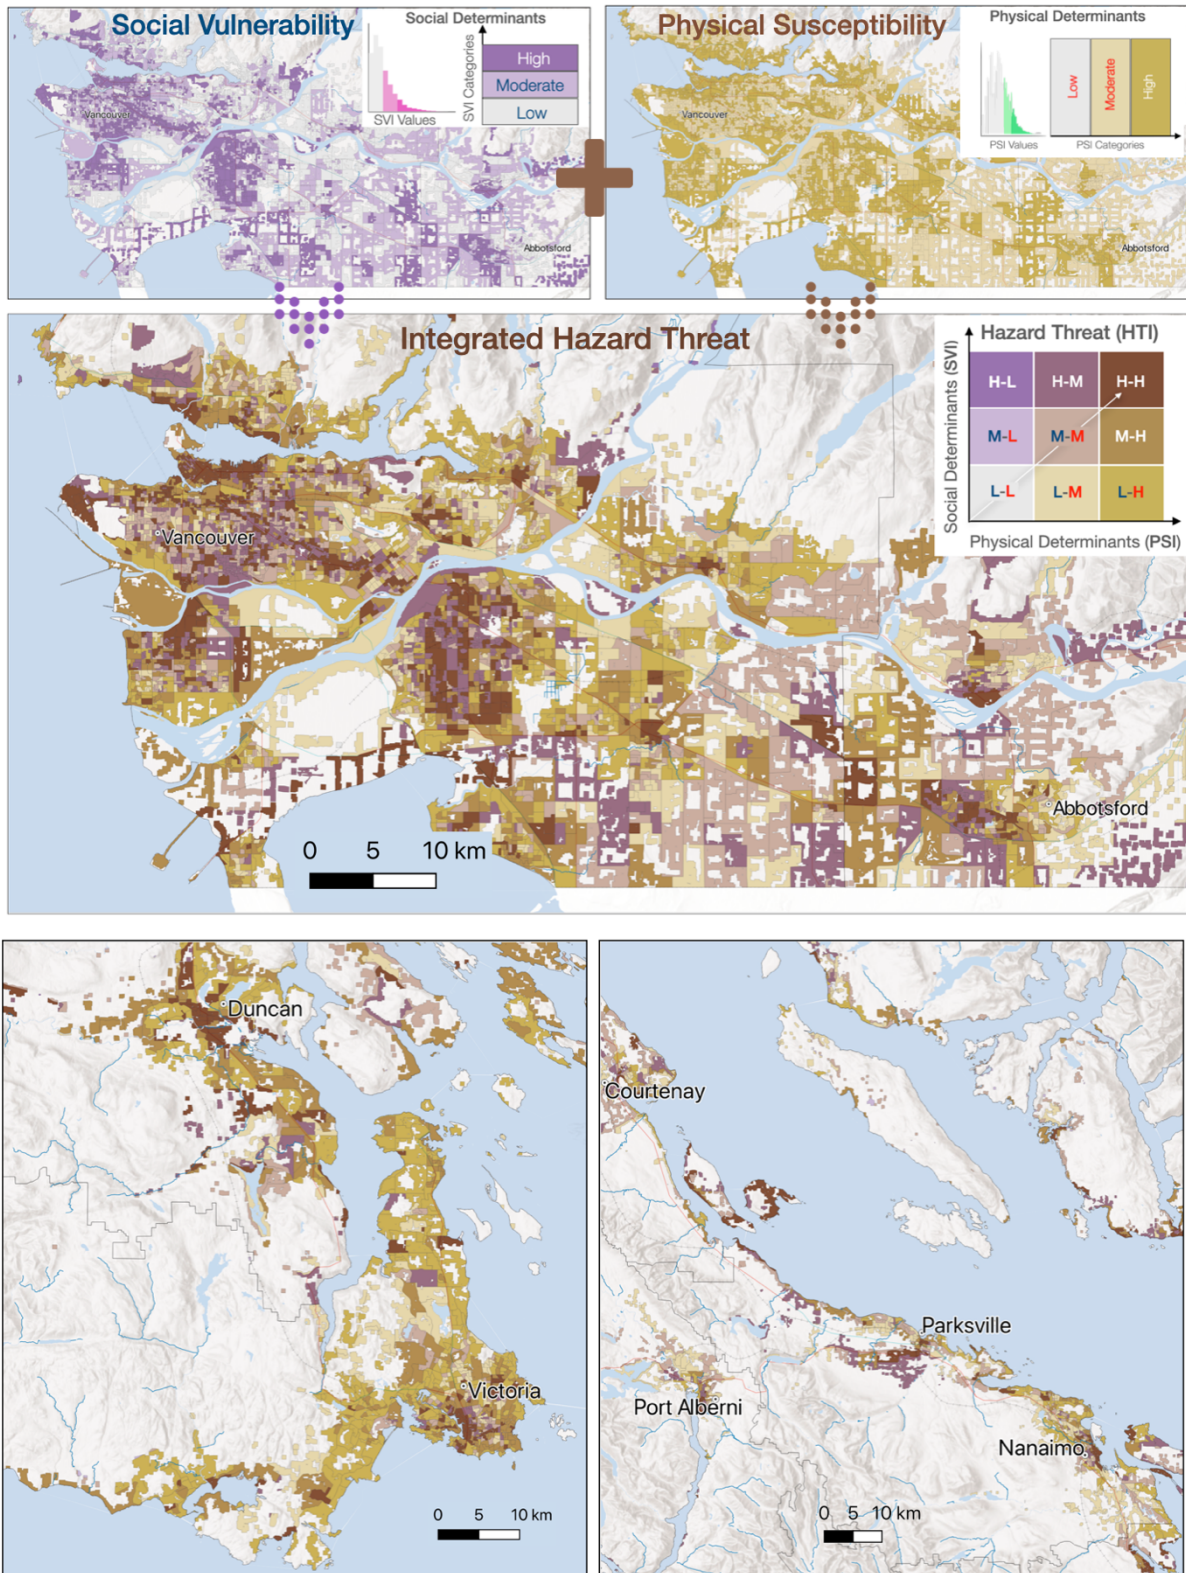 Social Vulnerability
Social Determinants
SVI Categories
High
Moderate
Low
SVI Values
Vancouver
Abbotsford
Physical Susceptibility
Physical Determinants
Low
Moderate
High
PSI Values
PSI Categories
Vancouver
Abbotsford
Integrated Hazard Threat
Hazard Threat (HTI)
Social Determinants (SVI)
H-L H-M H-H
M-L M-M M-H
L-L L-M L-H
Physical Determinants (PSI)
Vancouver
Abbotsford
0 5 10 km
Duncan
Victoria
0 5 10 km
Courtenay
Parksville
Port Alberni
Nanaimo
0 5 10 km